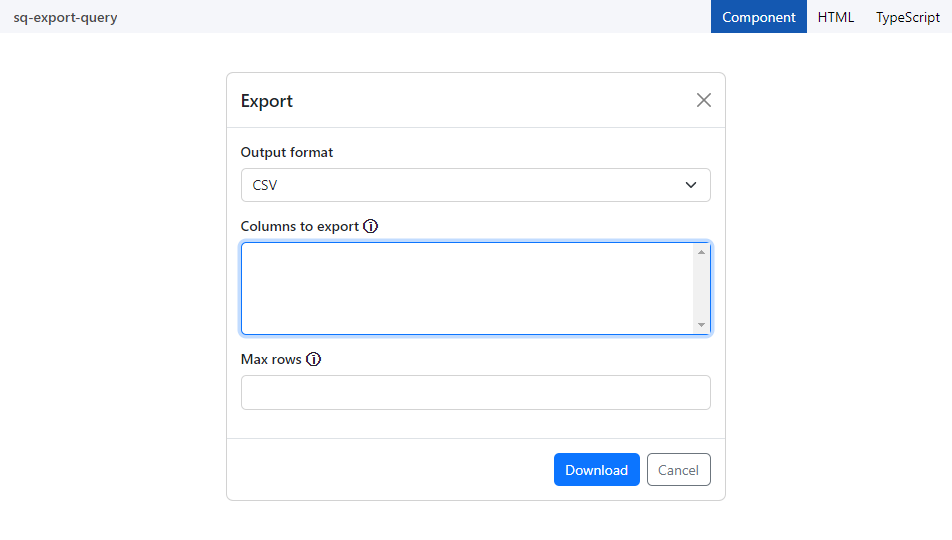 sq-export-query Component HTML TypeScript
Export
Output format
CSV
Columns to export
Max rows
Download Cancel